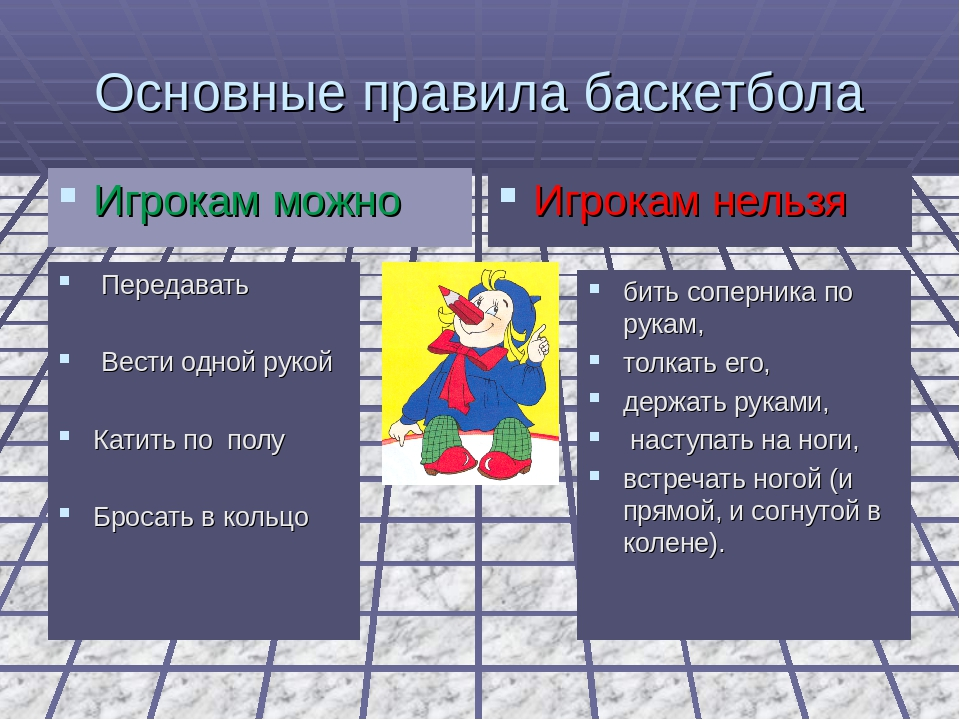 Основные правила баскетбола
Игрокам можно
Передавать
Вести одной рукой
Катить по полу
Бросать в кольцо
Игрокам нельзя
бить соперника по
рукам,
толкать его,
держать руками,
наступать на ноги,
встречать ногой (и
прямой, и согнутой в
колене).